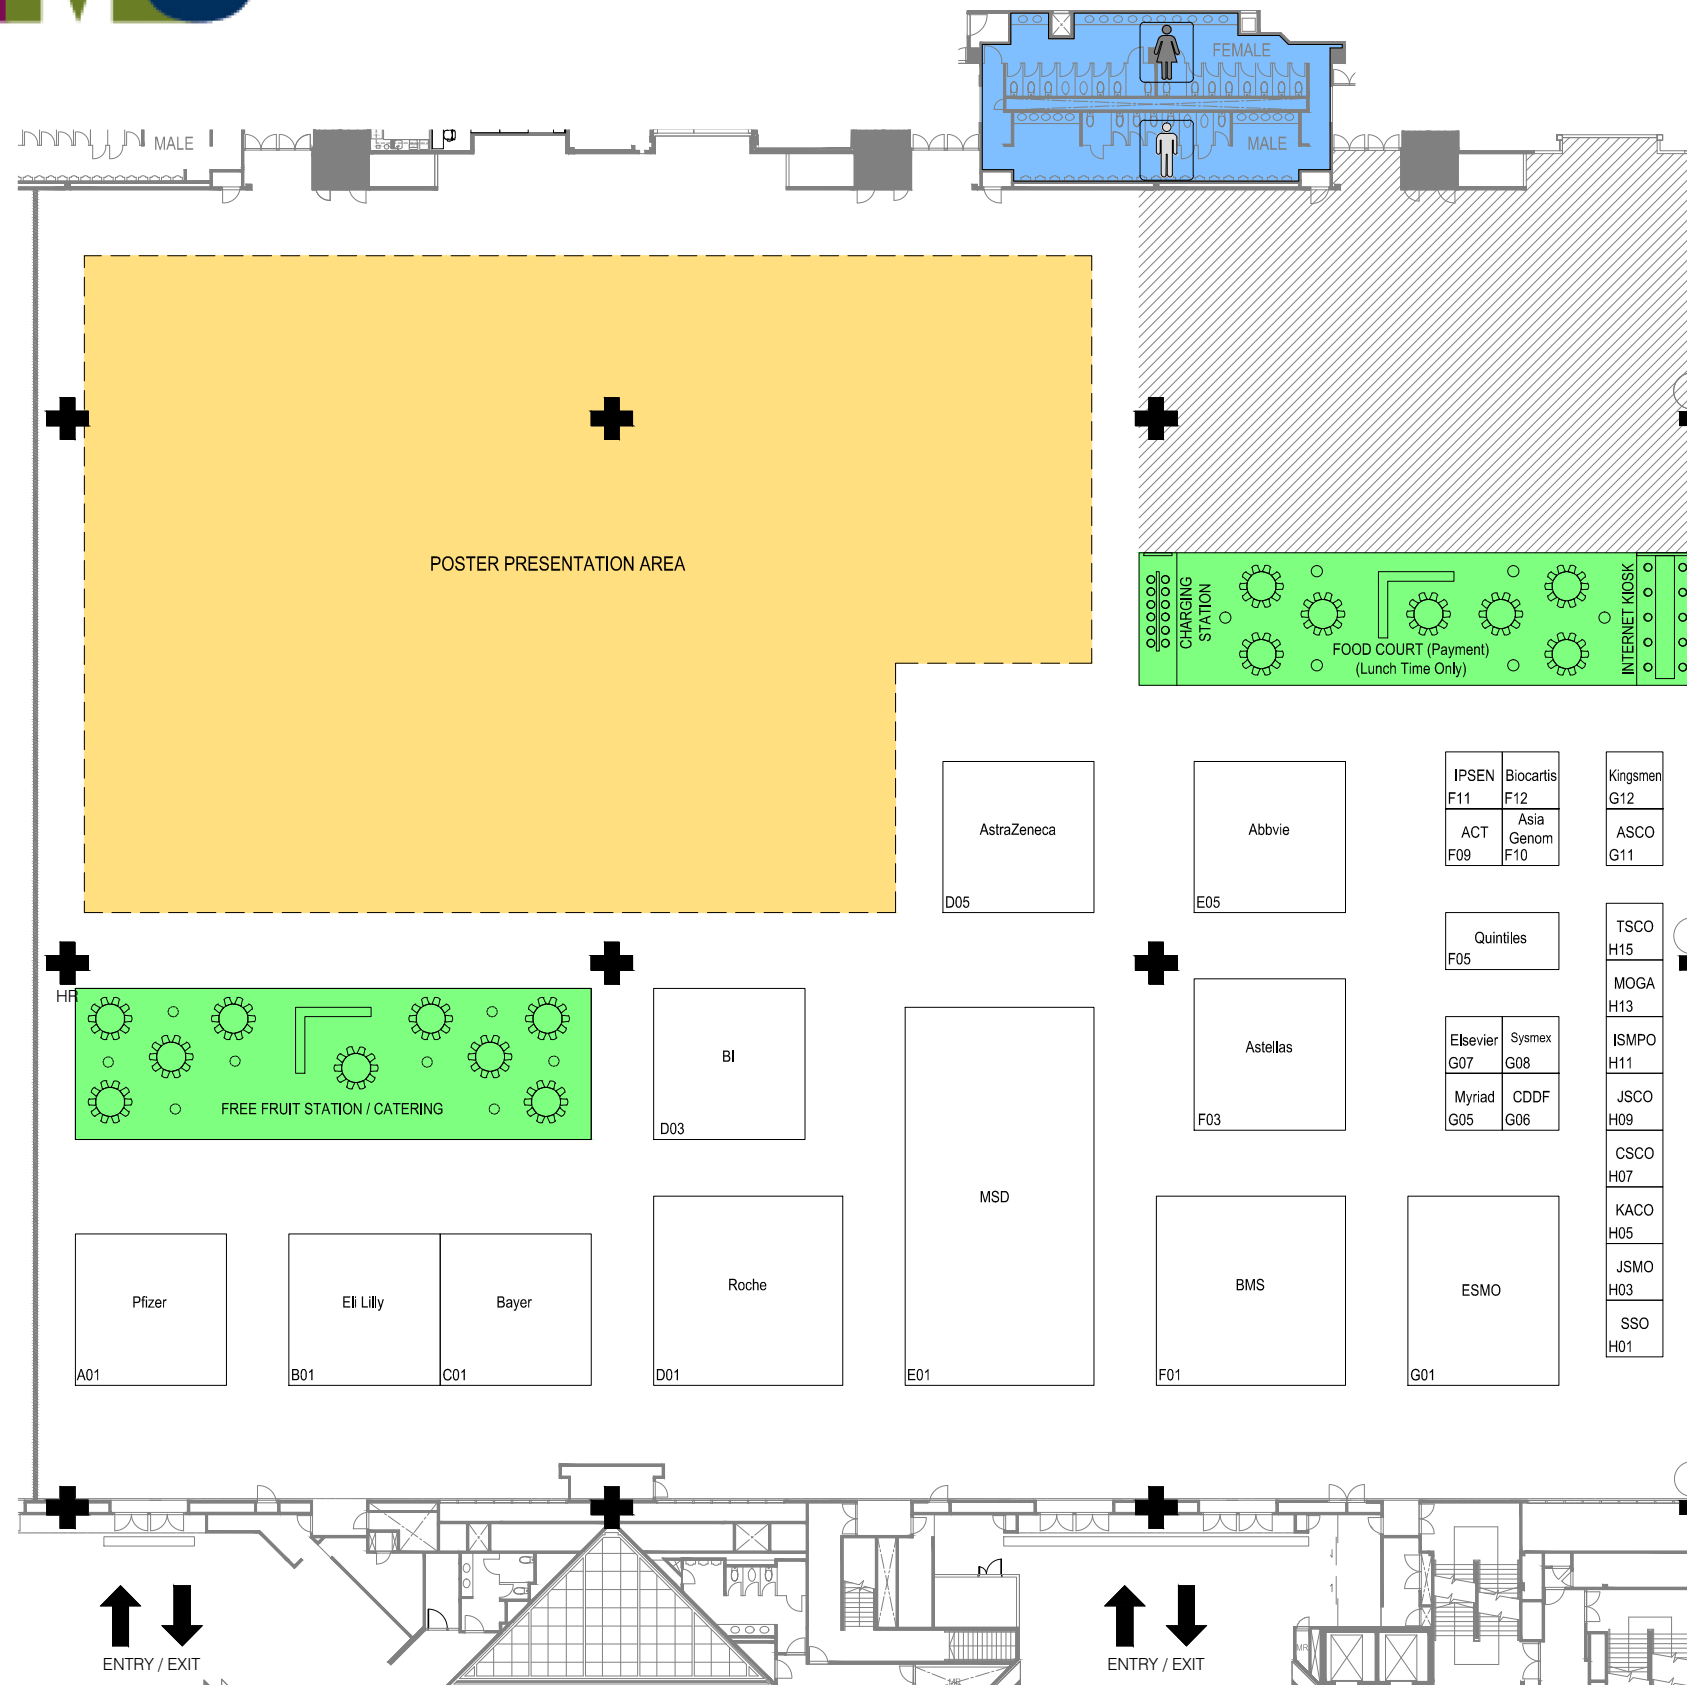 FEMALE
MALE
MALE
POSTER PRESENTATION AREA
CHARGING
STATION
FOOD COURT (Payment)
(Lunch Time Only)
INTERNET KIOSK
IPSEN
F11
Biocartis
F12
Kingsmen
G12
AstraZeneca
D05
Abbvie
E05
ACT
F09
Asia
Genom
F10
ASCO
G11
Quintiles
F05
TSCO
H15
MOGA
H13
HR
FREE FRUIT STATION / CATERING
BI
D03
Astellas
F03
Elsevier
G07
Sysmex
G08
ISMPO
H11
Myriad
G05
CDDF
G06
JSCO
H09
CSCO
H07
MSD
E01
KACO
H05
JSMO
H03
SSO
H01
Pfizer
A01
Eli Lilly
B01
Bayer
C01
Roche
D01
BMS
F01
ESMO
G01
ENTRY / EXIT
ENTRY / EXIT
MR
MR